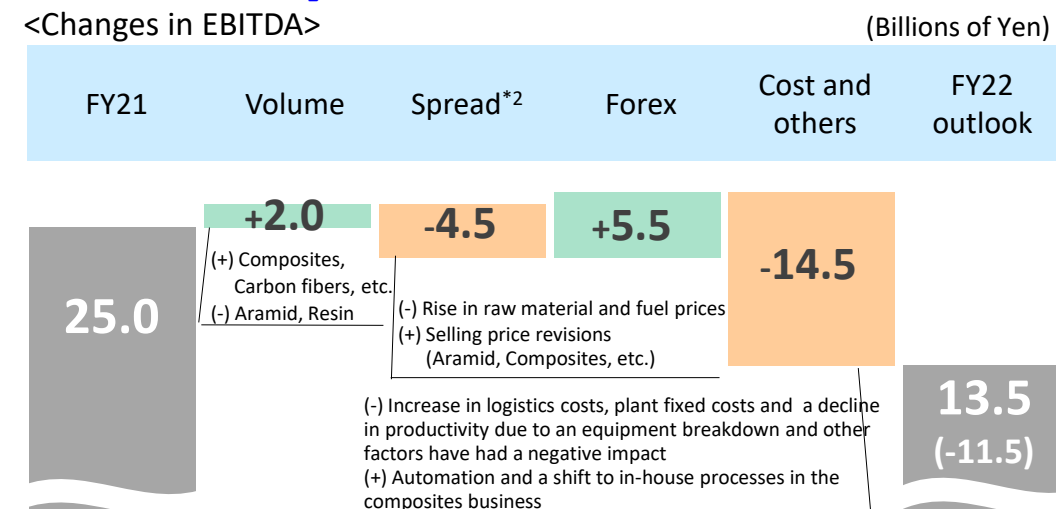 <Changes in EBITDA>
(Billions of Yen)
FY21
Volume
Spread*2
Forex
Cost and
others
FY22
outlook
+2.0
-4.5
+5.5
-14.5
25.0
(+) Composites,
Carbon fibers, etc.
(-) Aramid, Resin
(-) Rise in raw material and fuel prices
(+) Selling price revisions
(Aramid, Composites, etc.)
13.5
(-11.5)
(-) Increase in logistics costs, plant fixed costs and a decline
in productivity due to an equipment breakdown and other
factors have had a negative impact
(+) Automation and a shift to in-house processes in the
composites business